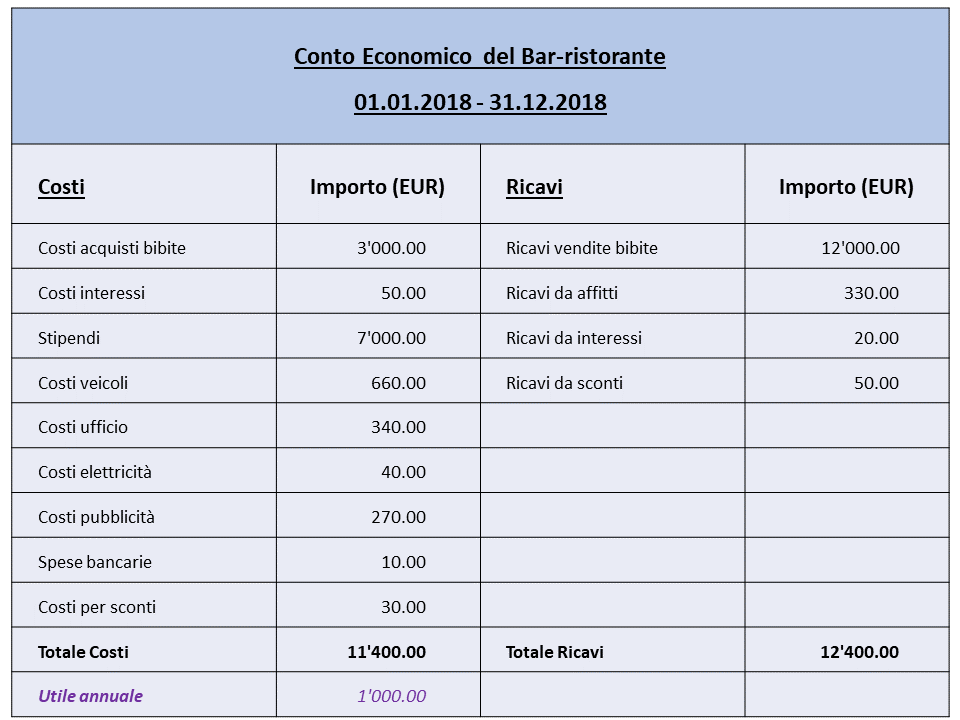 Conto Economico del Bar-ristorante
01.01.2018 - 31.12.2018
Costi Importo (EUR) Ricavi Importo (EUR)
Costi acquisti bibite 3'000.00 Ricavi vendite bibite 12'000.00
Costi interessi 50.00 Ricavi da affitti 330.00
Stipendi 7'000.00 Ricavi da interessi 20.00
Costi veicoli 660.00 Ricavi da sconti 50.00
Costi ufficio 340.00
Costi elettricità 40.00
Costi pubblicità 270.00
Spese bancarie 10.00
Costi per sconti 30.00
Totale Costi 11'400.00 Totale Ricavi 12'400.00
Utile annuale 1'000.00